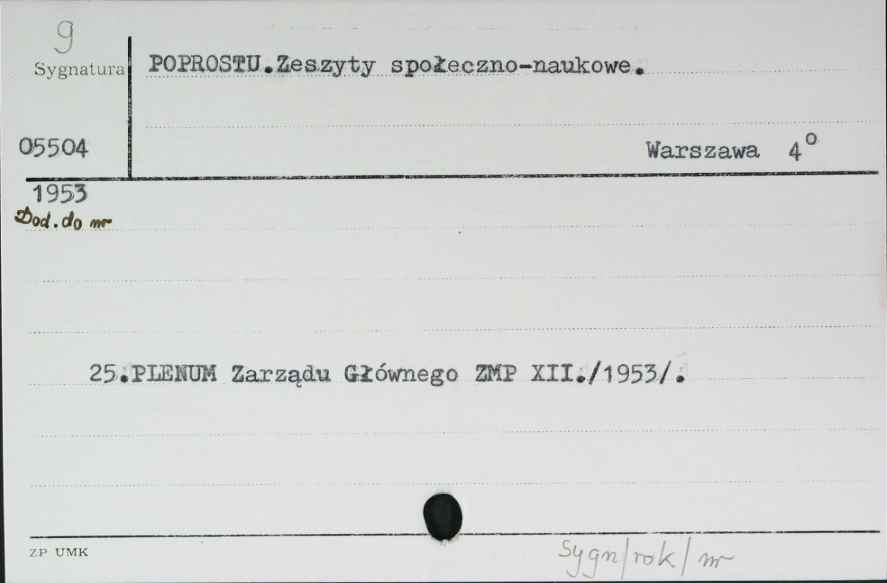 9
Sygnatura
POPROSTU.Zeszyty społeczno-naukowe.
05504
Warszawa 4º
1953
Dod. do nr
25.PLENUM Zarządu Głównego ZMP XII./1953/.
ZP UMK
Sygn/rok/nr